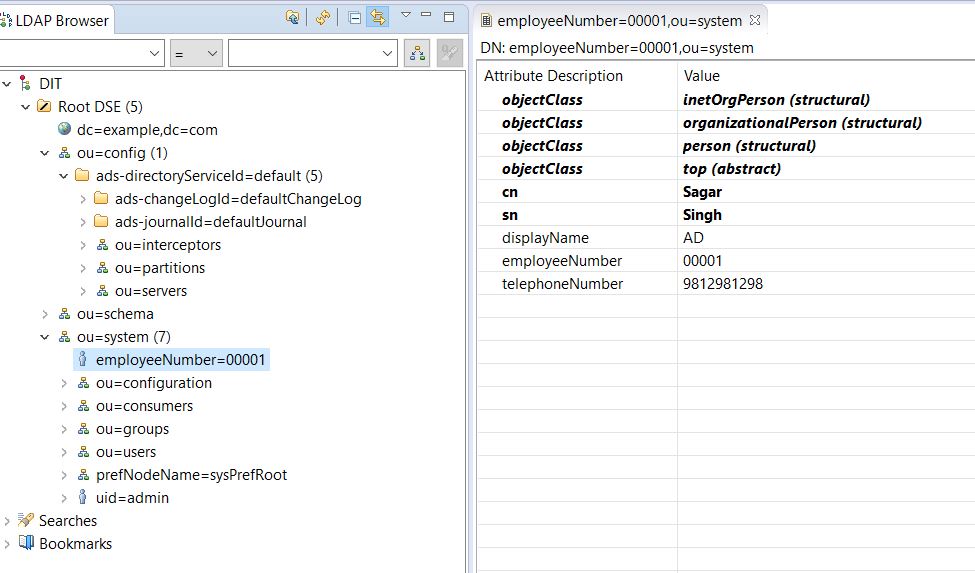 LDAP Browser
=
DIT
Root DSE (5)
dc=example,dc=com
ou=config (1)
ads-directoryServiceId=default (5)
ads-changeLogId=defaultChangeLog
ads-journalId=defaultJournal
ou=interceptors
ou=partitions
ou=servers
ou=schema
ou=system (7)
employeeNumber=00001
ou=configuration
ou=consumers
ou=groups
ou=users
prefNodeName=sysPrefRoot
uid=admin
Searches
Bookmarks
employeeNumber=00001,ou=system
DN: employeeNumber=00001,ou=system
Attribute Description Value
objectClass inetOrgPerson (structural)
objectClass organizationalPerson (structural)
objectClass person (structural)
objectClass top (abstract)
cn Sagar
sn Singh
displayName AD
employeeNumber 00001
telephoneNumber 9812981298